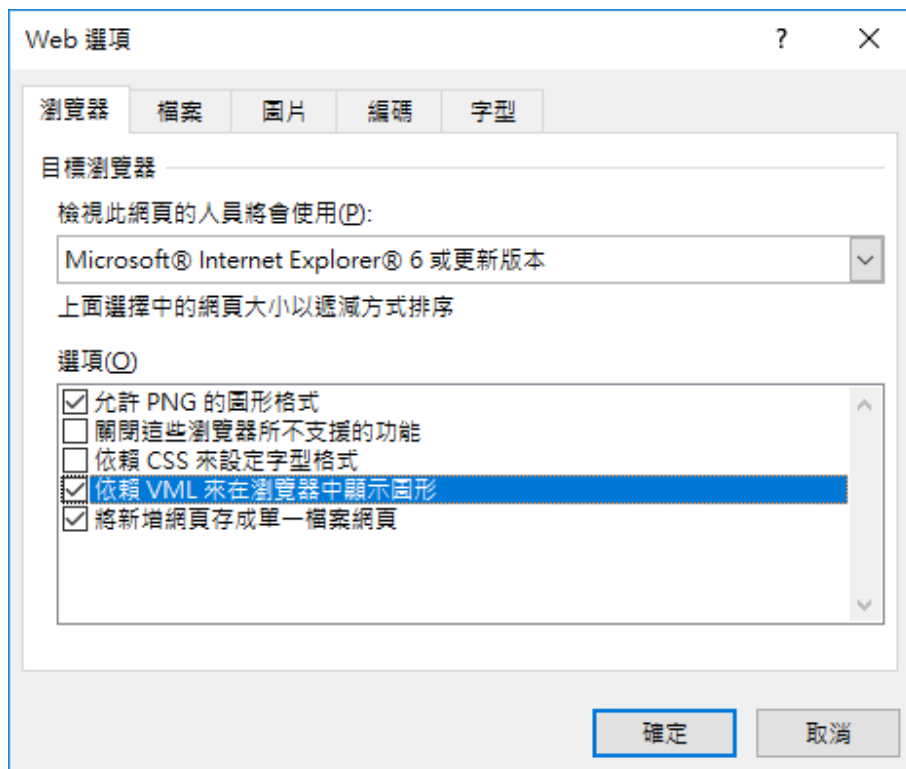 Web 選項
?
瀏覽器 檔案 圖片 編碼 字型
目標瀏覽器
檢視此網頁的人員將會使用(P):
Microsoft® Internet Explorer® 6 或更新版本
上面選擇中的網頁大小以遞減方式排序
選項(O)
允許 PNG 的圖形格式
關閉這些瀏覽器所不支援的功能
依賴 CSS 來設定字型格式
依賴 VML 來在瀏覽器中顯示圖形
將新增網頁存成單一檔案網頁
確定 取消